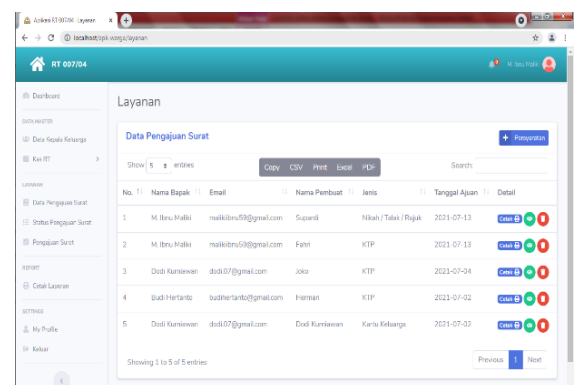 Aplikasi RT 007/04 Layanan
localhost/apk-warga/layanan
RT 007/04
M. Ibnu Maliki
Dashboard
DATA MASTER
Data Kepala Keluarga
Kas RT
LAYANAN
Data Pengajuan Surat
Status Pengajuan Surat
Pengajuan Surat
REPORT
Cetak Laporan
SETTINGS
My Profile
Keluar
Layanan
Data Pengajuan Surat
+ Persyaratan
Show 5 entries
Copy CSV Print Excel PDF
Search:
No. Nama Bapak Email Nama Pembuat Jenis Tanggal Ajuan Detail
1 M. Ibnu Maliki malikiibnu59@gmail.com Supardi Nikah / Talak / Rujuk 2021-07-13 Cetak
2 M. Ibnu Maliki malikiibnu59@gmail.com Fahri KTP 2021-07-13 Cetak
3 Dodi Kurniawan dodi.07@gmail.com Joko KTP 2021-07-04 Cetak
4 Budi Hertanto budihertanto@gmail.com Herman KTP 2021-07-02 Cetak
5 Dodi Kurniawan dodi.07@gmail.com Dodi Kurniawan Kartu Keluarga 2021-07-02 Cetak
Showing 1 to 5 of 5 entries
Previous 1 Next